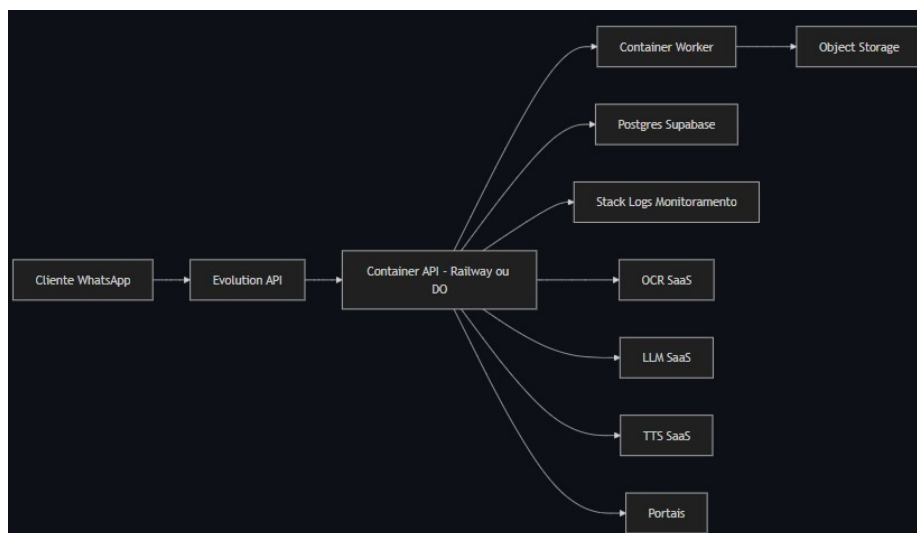 Cliente WhatsApp
Evolution API
Container API - Railway ou
DO
Container Worker
Object Storage
Postgres Supabase
Stack Logs Monitoramento
OCR SaaS
LLM SaaS
TTS SaaS
Portais